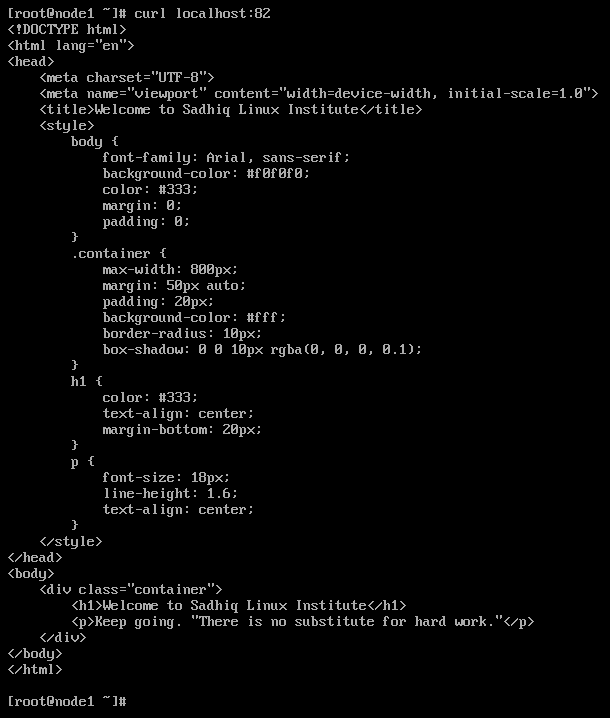 [root@node1 ~]# curl localhost:82
<!DOCTYPE html>
<html lang="en">
<head>
    <meta charset="UTF-8">
    <meta name="viewport" content="width=device-width, initial-scale=1.0">
    <title>Welcome to Sadhiq Linux Institute</title>
    <style>
        body {
            font-family: Arial, sans-serif;
            background-color: #f0f0f0;
            color: #333;
            margin: 0;
            padding: 0;
        }
        .container {
            max-width: 800px;
            margin: 50px auto;
            padding: 20px;
            background-color: #fff;
            border-radius: 10px;
            box-shadow: 0 0 10px rgba(0, 0, 0, 0.1);
        }
        h1 {
            color: #333;
            text-align: center;
            margin-bottom: 20px;
        }
        p {
            font-size: 18px;
            line-height: 1.6;
            text-align: center;
        }
    </style>
</head>
<body>
    <div class="container">
        <h1>Welcome to Sadhiq Linux Institute</h1>
        <p>Keep going. "There is no substitute for hard work."</p>
    </div>
</body>
</html>

[root@node1 ~]#